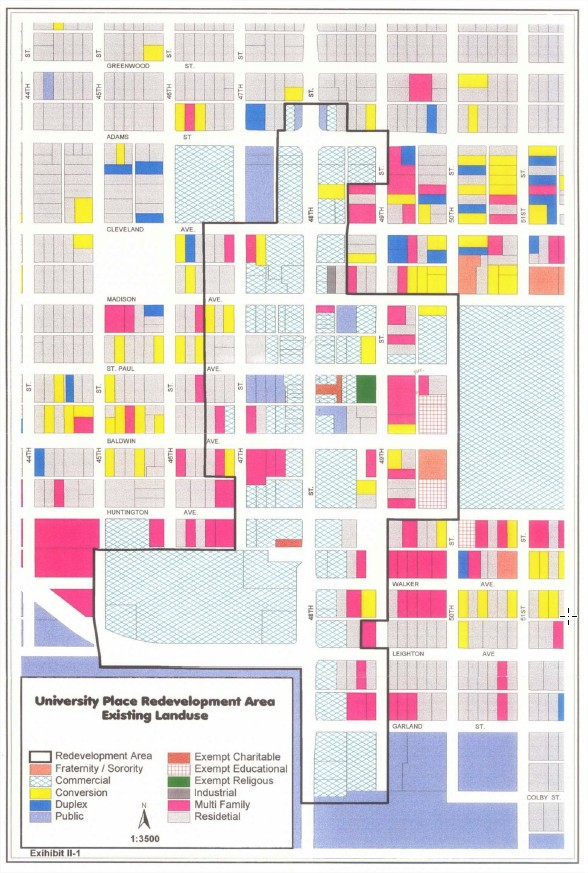 ST.
ST.
ST.
ST.
GREENWOOD ST.
44TH
45TH
46TH
47TH
ST.
ADAMS ST
ST.
48TH
49TH
50TH
51ST
CLEVELAND AVE.
MADISON AVE.
ST. PAUL AVE.
ST.
ST.
ST.
ST.
ST.
BALDWIN AVE.
44TH
45TH
46TH
47TH
49TH
ST.
HUNTINGTON AVE.
ST.
ST.
WALKER AVE.
48TH
50TH
51ST
LEIGHTON AVE
GARLAND ST.
COLBY ST.
University Place Redevelopment Area
Existing Landuse
Redevelopment Area
Fraternity / Sorority
Commercial
Conversion
Duplex
Public
Exempt Charitable
Exempt Educational
Exempt Religous
Industrial
Multi Family
Residetial
N
1:3500
Exihibit II-1